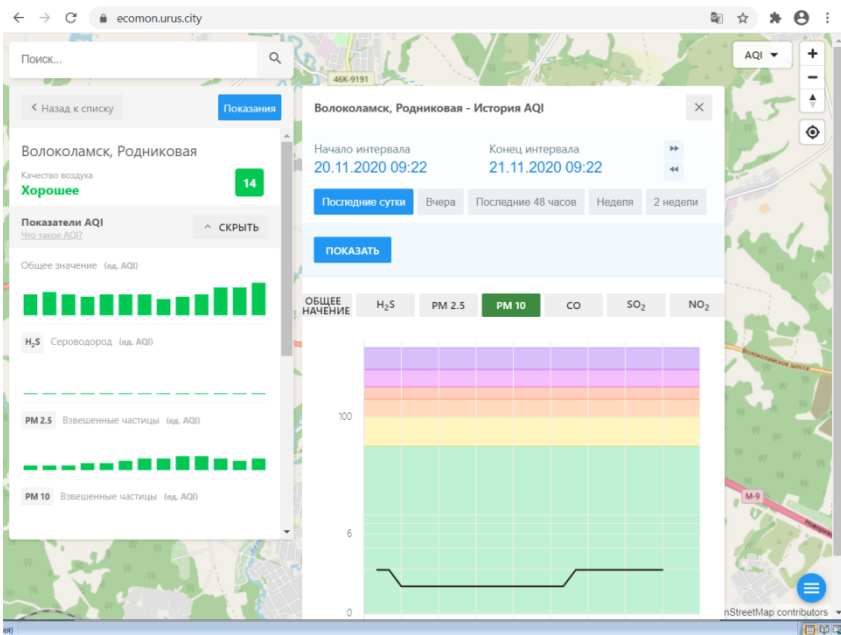 ecomon.urus.city
Поиск...
46К-9191
AQI
Назад к списку
Показания
Волоколамск, Родниковая
Качество воздуха
Хорошее
14
Показатели AQI
Что такое AQI?
СКРЫТЬ
Общее значение (ед. AQI)
H₂S Сероводород (ед. AQI)
PM 2.5 Взвешенные частицы (ед. AQI)
PM 10 Взвешенные частицы (ед. AQI)
Волоколамск, Родниковая - История AQI
Начало интервала
Конец интервала
20.11.2020 09:22
21.11.2020 09:22
Последние сутки
Вчера
Последние 48 часов
Неделя
2 недели
ПОКАЗАТЬ
ОБЩЕЕ
НАЧЕНИЕ
H₂S
PM 2.5
PM 10
CO
SO₂
NO₂
100
6
0
Волоколамское шоссе
М-9
nStreetMap contributors